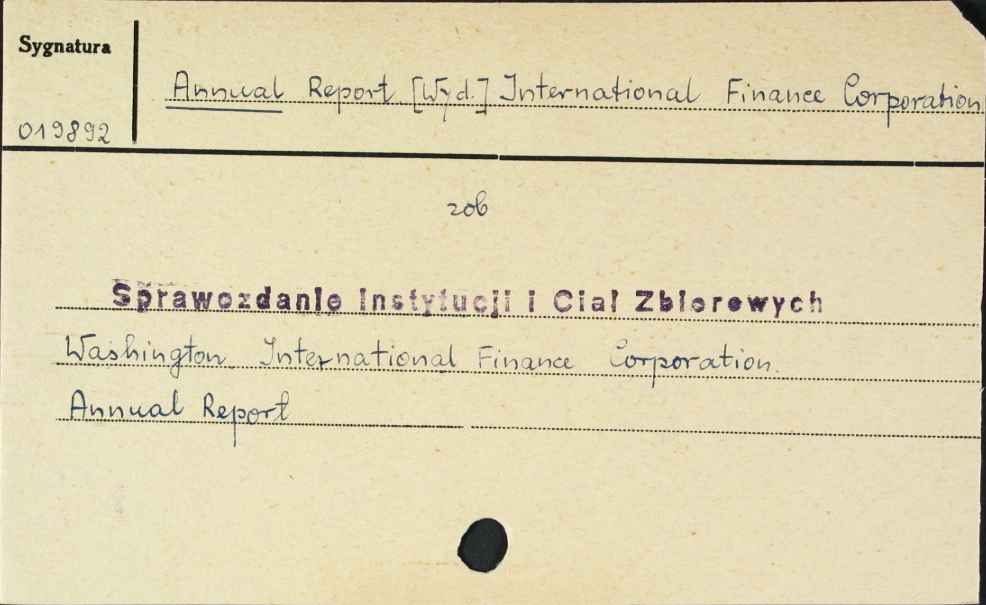 Sygnatura
Annual Report. [Wyd.] International Finance Corporation
019892
zob
Sprawozdanie Instytucji i Ciał Zbiorowych
Washington. International Finance Corporation.
Annual Report